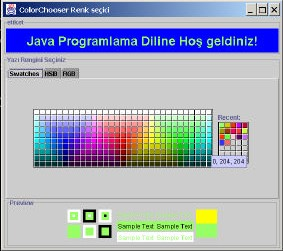 ColorChooser Renk seçici
etiket
Java Programlama Diline Hoş geldiniz!
Yazı Rengini Seçiniz
Swatches HSB RGB
Recent:
0, 204, 204
Preview
Sample Text Sample Text
Sample Text Sample Text